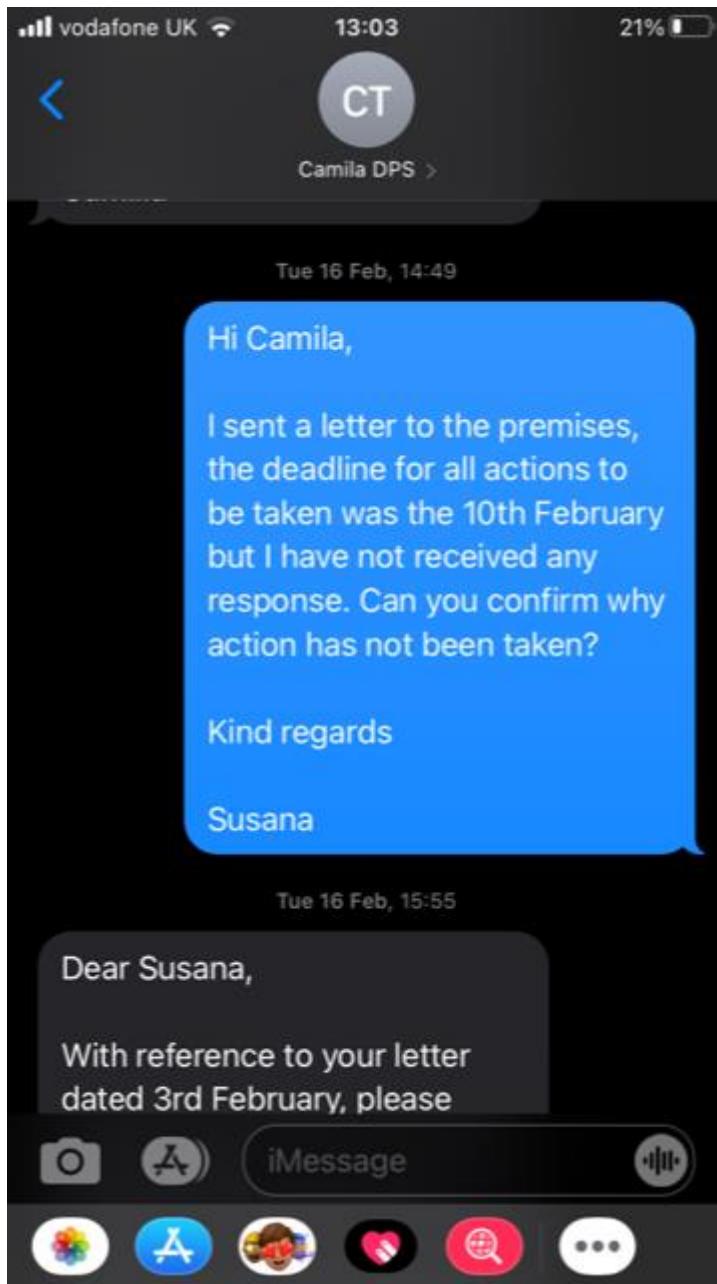 vodafone UK
13:03
21%
CT
Camila DPS >
Tue 16 Feb, 14:49
Hi Camila,
I sent a letter to the premises,
the deadline for all actions to
be taken was the 10th February
but I have not received any
response. Can you confirm why
action has not been taken?
Kind regards
Susana
Tue 16 Feb, 15:55
Dear Susana,
With reference to your letter
dated 3rd February, please
iMessage